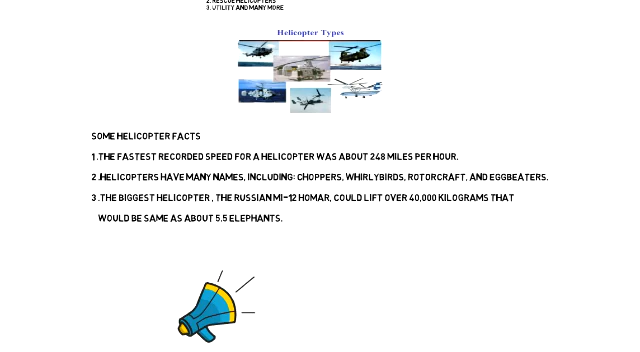 2. RESCUE HELICOPTERS
3. UTILITY AND MANY MORE
Helicopter Types
SOME HELICOPTER FACTS
1 .THE FASTEST RECORDED SPEED FOR A HELICOPTER WAS ABOUT 248 MILES PER HOUR.
2 .HELICOPTERS HAVE MANY NAMES, INCLUDING: CHOPPERS, WHIRLYBIRDS, ROTORCRAFT, AND EGGBEATERS.
3 .THE BIGGEST HELICOPTER , THE RUSSIAN MI-12 HOMAR, COULD LIFT OVER 40,000 KILOGRAMS THAT
WOULD BE SAME AS ABOUT 5.5 ELEPHANTS.